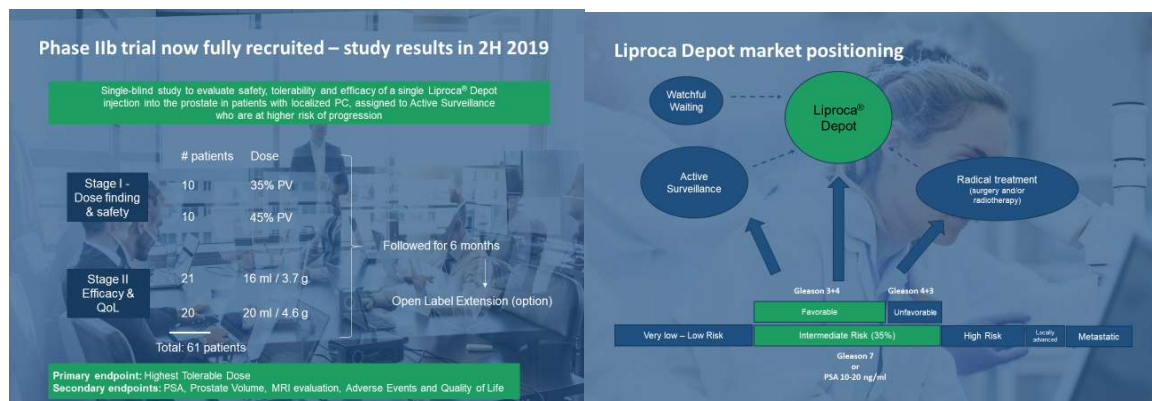 Phase IIb trial now fully recruited – study results in 2H 2019
Single-blind study to evaluate safety, tolerability and efficacy of a single Liproca® Depot
injection into the prostate in patients with localized PC, assigned to Active Surveillance
who are at higher risk of progression
# patients Dose
Stage I -
Dose finding
& safety
10 35% PV
10 45% PV
Followed for 6 months
Stage II
Efficacy &
QoL
21 16 ml / 3.7 g
Open Label Extension (option)
20 20 ml / 4.6 g
Total: 61 patients
Primary endpoint: Highest Tolerable Dose
Secondary endpoints: PSA, Prostate Volume, MRI evaluation, Adverse Events and Quality of Life
Liproca Depot market positioning
Watchful
Waiting
Liproca®
Depot
Active
Surveillance
Radical treatment
(surgery and/or
radiotherapy)
Gleason 3+4 Gleason 4+3
Favorable Unfavorable
Very low – Low Risk Intermediate Risk (35%) High Risk Locally
advanced Metastatic
Gleason 7
or
PSA 10-20 ng/ml